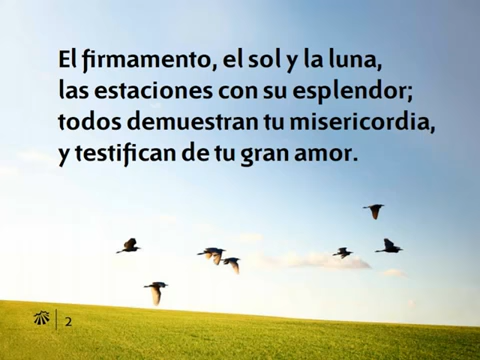 El firmamento, el sol y la luna,
las estaciones con su esplendor;
todos demuestran tu misericordia,
y testifican de tu gran amor.
2